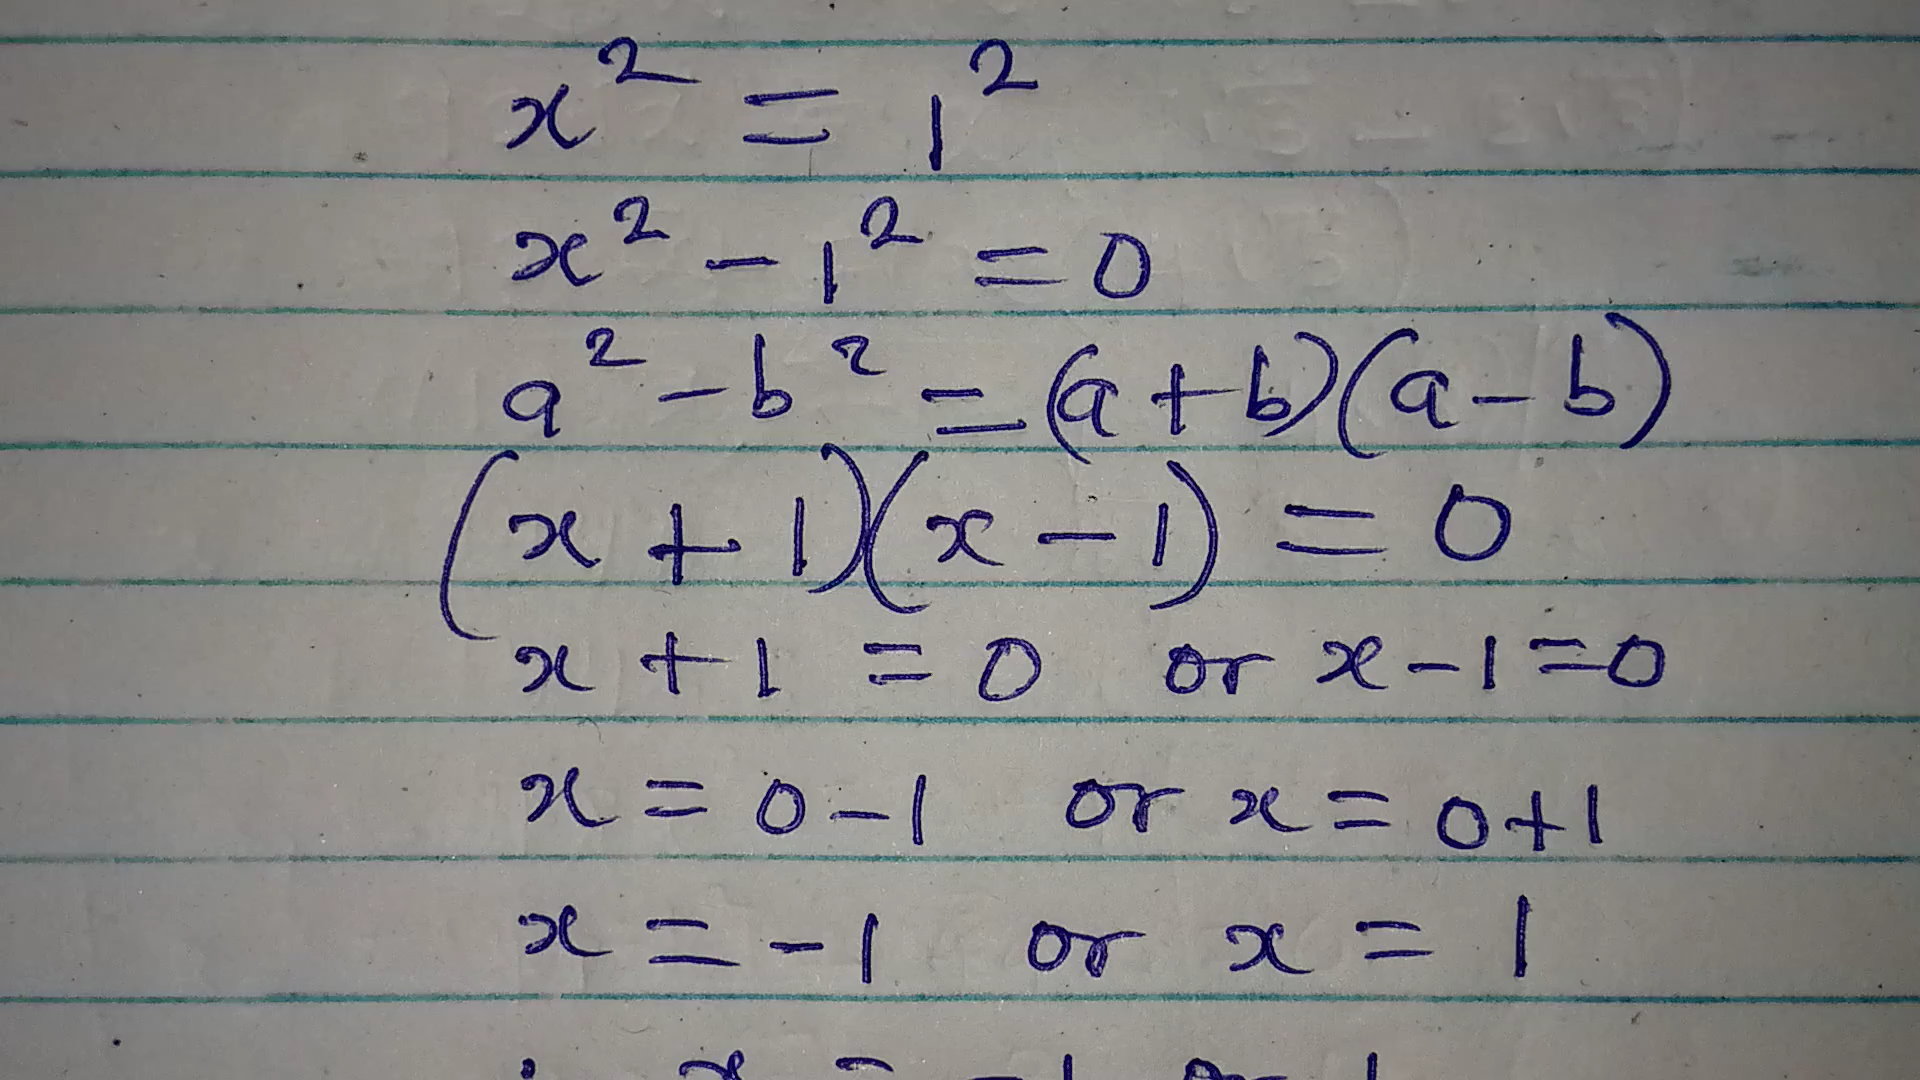 x² = 1²
x² - 1² = 0
a² - b² = (a + b)(a - b)
(x + 1)(x - 1) = 0
x + 1 = 0 or x - 1 = 0
x = 0 - 1 or x = 0 + 1
x = -1 or x = 1